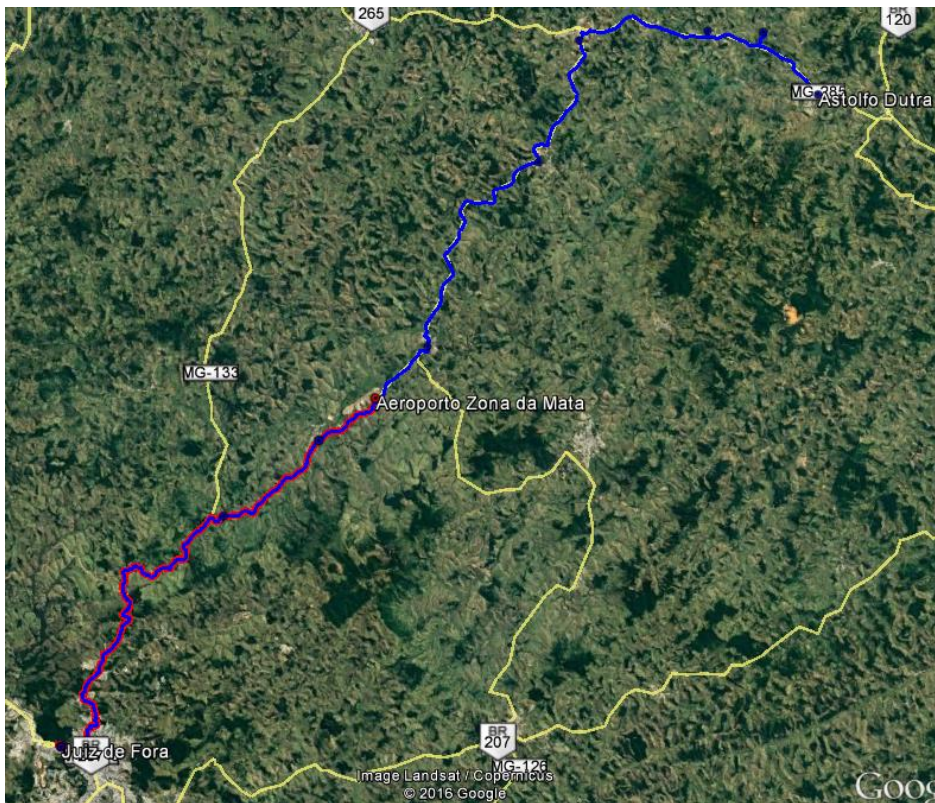 265
BR
120
MG-285
Astolfo Dutra
MG-133
Aeroporto Zona da Mata
BR
Juiz de Fora
BR
207
MG-126
Image Landsat / Copernicus
© 2016 Google
Goog